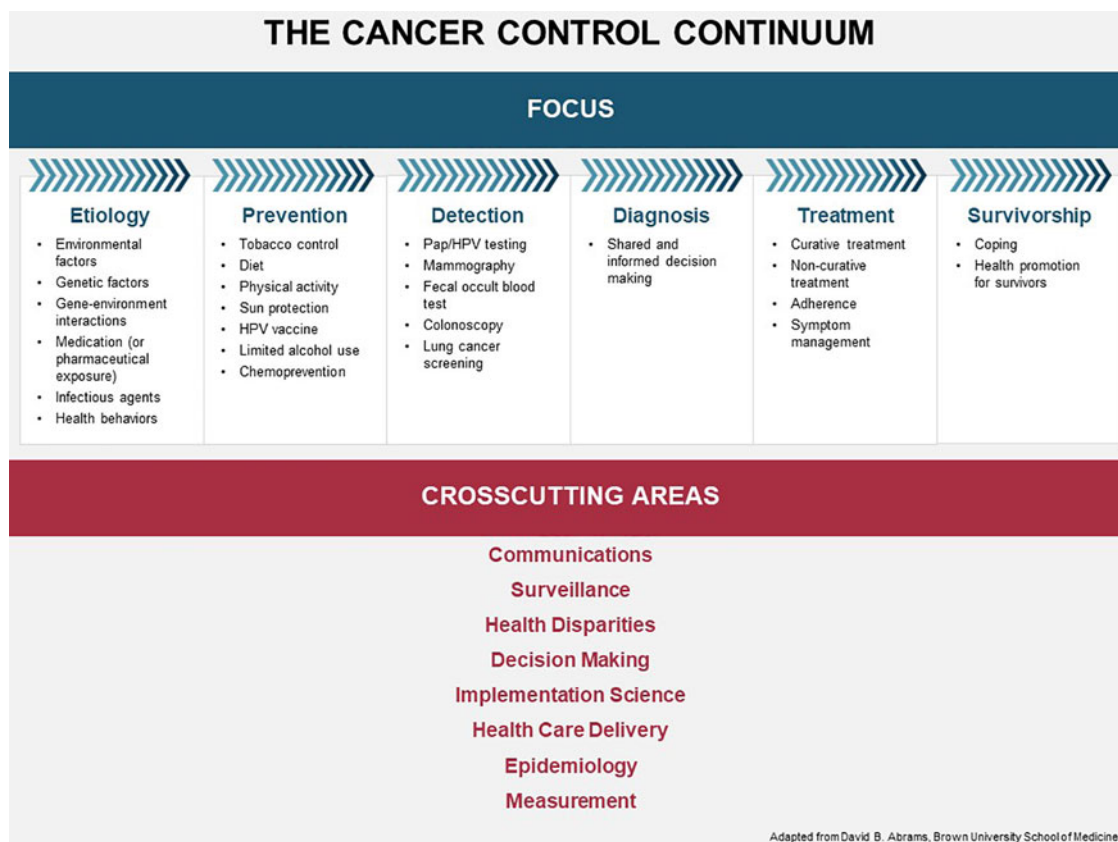 THE CANCER CONTROL CONTINUUM
FOCUS
Etiology
• Environmental
factors
• Genetic factors
• Gene-environment
interactions
• Medication (or
pharmaceutical
exposure)
• Infectious agents
• Health behaviors
Prevention
• Tobacco control
• Diet
• Physical activity
• Sun protection
• HPV vaccine
• Limited alcohol use
• Chemoprevention
Detection
• Pap/HPV testing
• Mammography
• Fecal occult blood
test
• Colonoscopy
• Lung cancer
screening
Diagnosis
• Shared and
informed decision
making
Treatment
• Curative treatment
• Non-curative
treatment
• Adherence
• Symptom
management
Survivorship
• Coping
• Health promotion
for survivors
CROSSCUTTING AREAS
Communications
Surveillance
Health Disparities
Decision Making
Implementation Science
Health Care Delivery
Epidemiology
Measurement
Adapted from David B. Abrams, Brown University School of Medicine